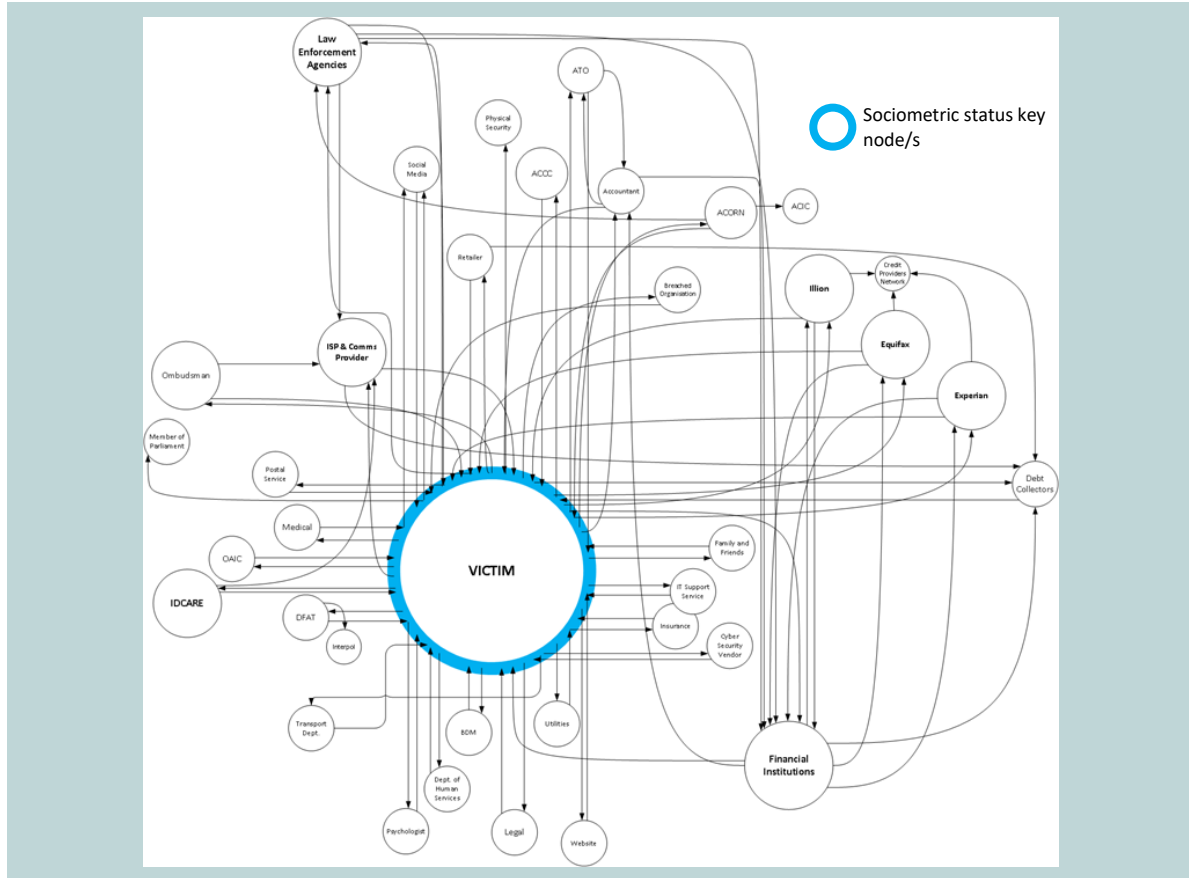 Law
Enforcement
Agencies
ATO
Sociometric status key
node/s
Physical
Security
Social
Media
ACCC
Accountant
ACORN
ACIC
Retailer
Breached
Organisation
Illion
Credit
Providers
Network
ISP & Comms
Provider
Equifax
Ombudsman
Experian
Member of
Parliament
Postal
Service
Debt
Collectors
Medical
OAIC
VICTIM
Family and
Friends
IT Support
Service
IDCARE
DFAT
Interpol
Insurance
Cyber
Security
Vendor
Transport
Dept.
BDM
Utilities
Financial
Institutions
Dept. of
Human
Services
Psychologist
Legal
Website